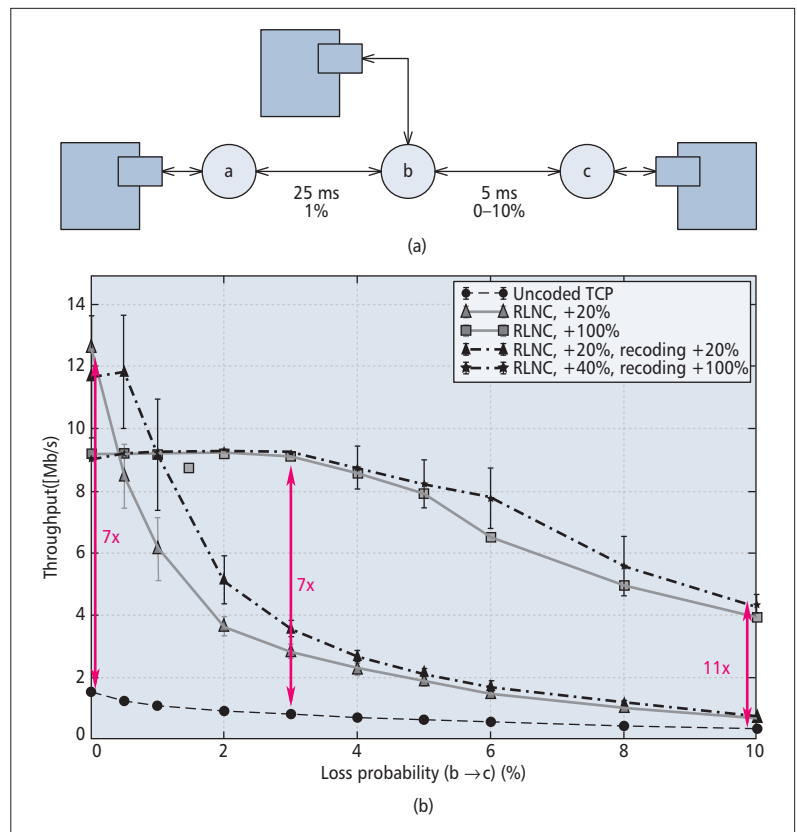 a
b
c
25 ms
1%
5 ms
0–10%
(a)
14
12
10
8
6
4
2
0
Throughput([Mb/s)
Uncoded TCP
RLNC, +20%
RLNC, +100%
RLNC, +20%, recoding +20%
RLNC, +40%, recoding +100%
7x
7x
11x
0 2 4 6 8 10
Loss probability (b →c) (%)
(b)